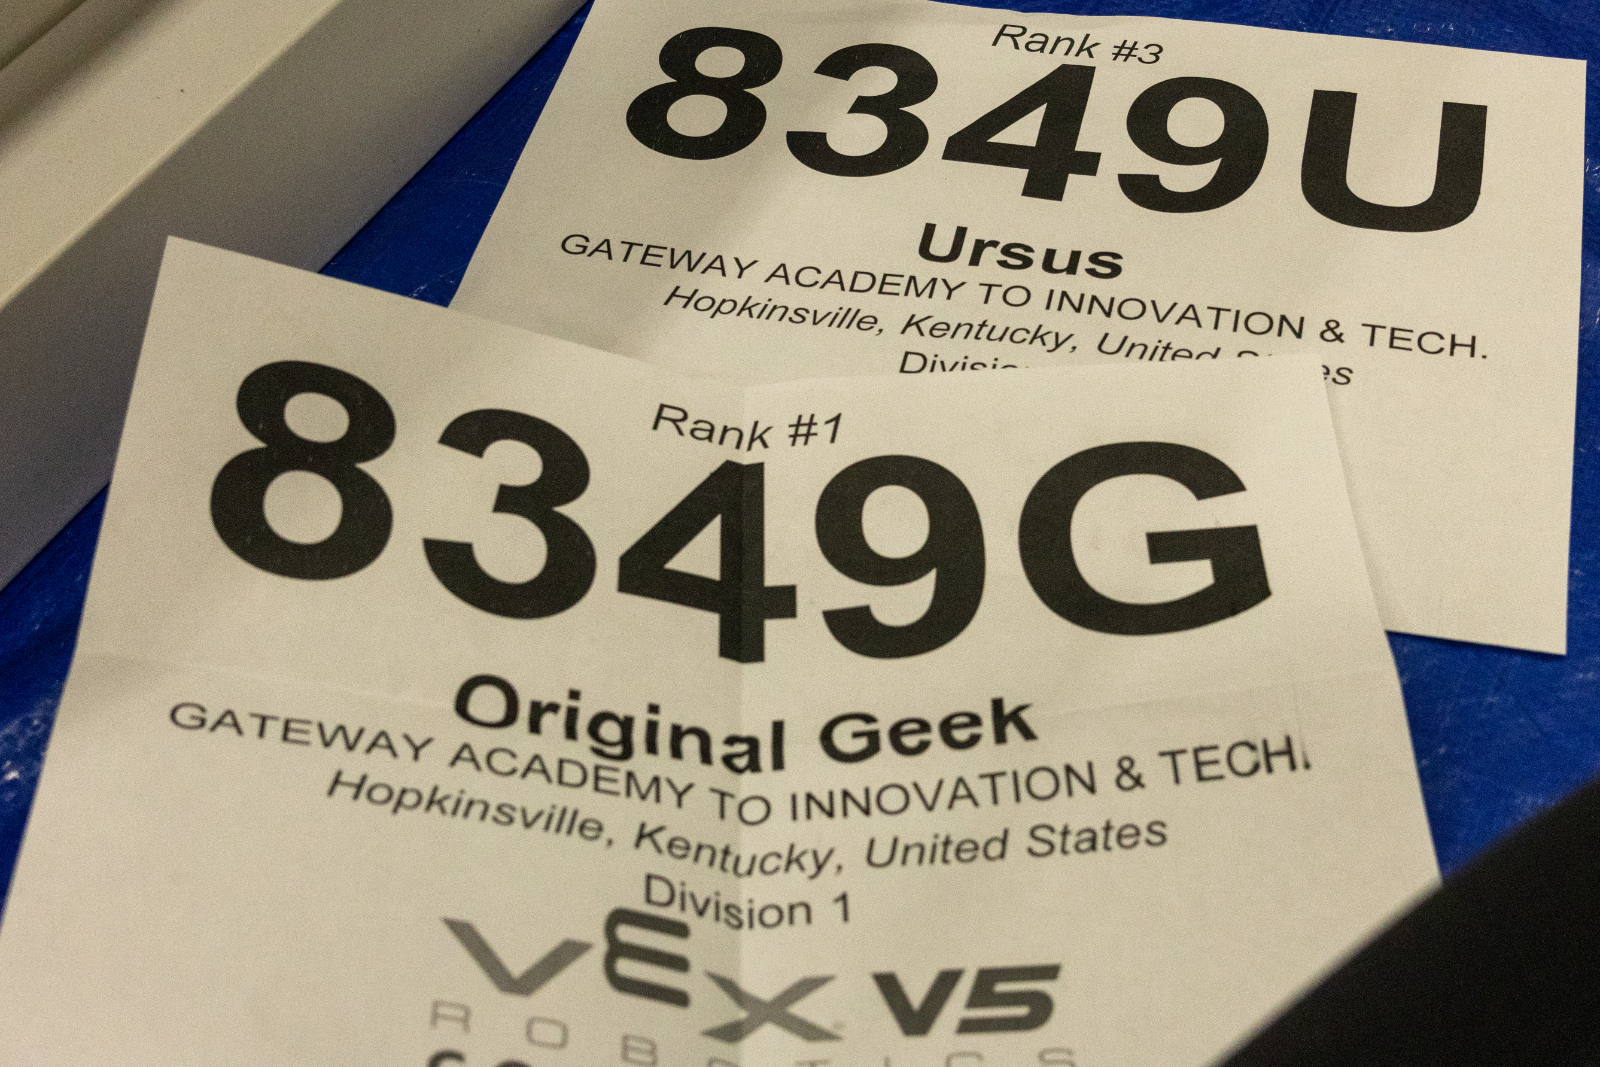 Rank #3
8349U
Ursus
GATEWAY ACADEMY TO INNOVATION & TECH.
Hopkinsville, Kentucky, United
Rank #1
8349G
Original Geek
GATEWAY ACADEMY TO INNOVATION & TECH.
Hopkinsville, Kentucky, United States
Division 1
VEX V5
ROBOTICS